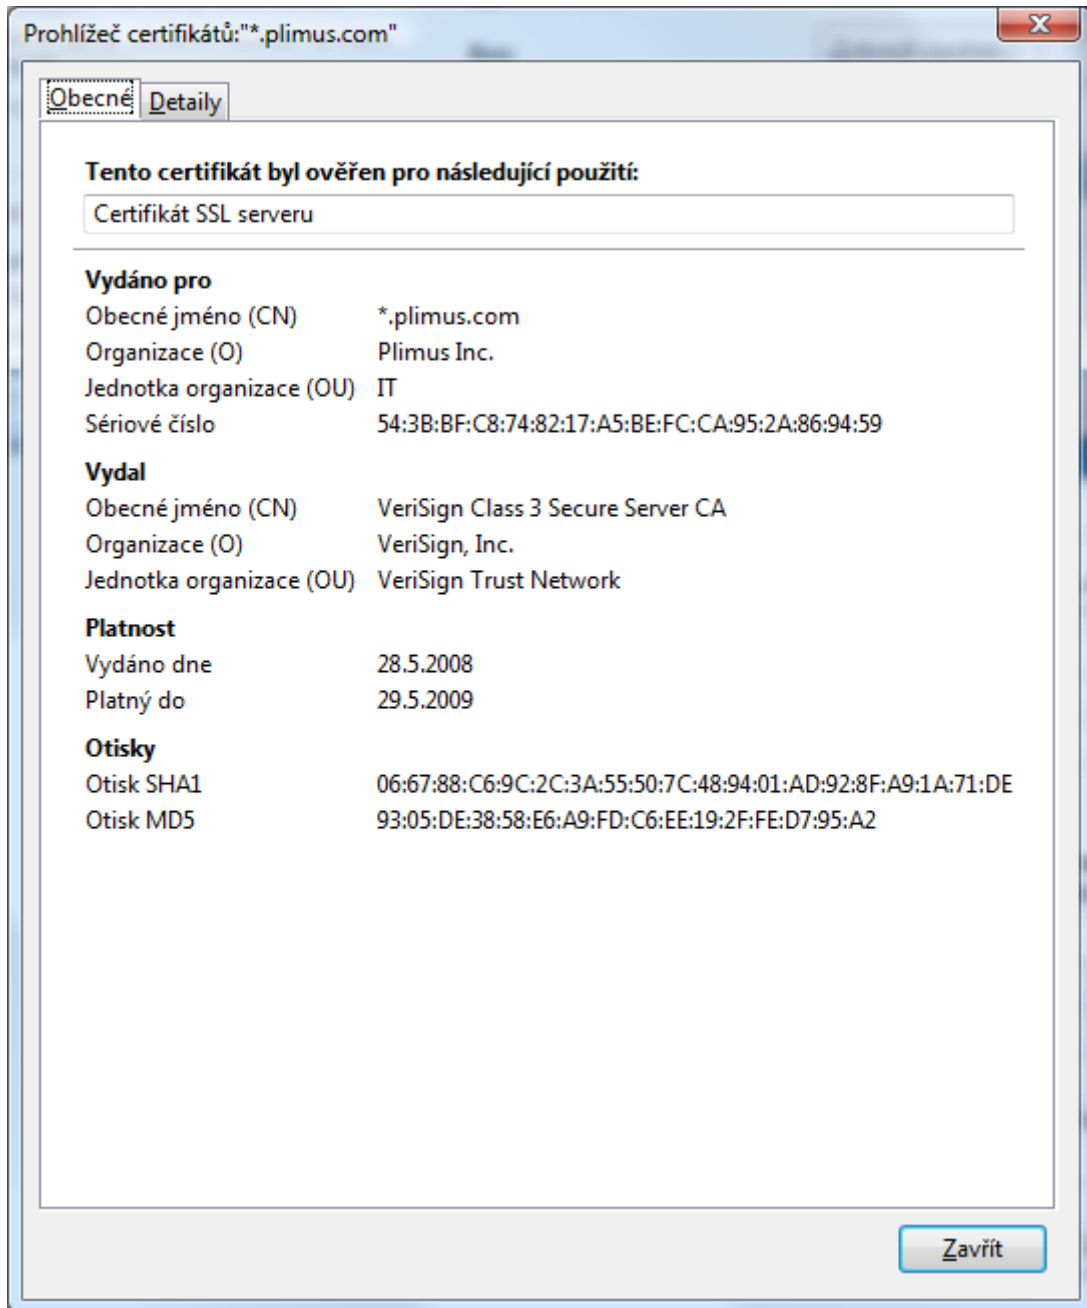 Prohlížeč certifikátů:"*.plimus.com"
Obecné Detaily
Tento certifikát byl ověřen pro následující použití:
Certifikát SSL serveru
Vydáno pro
Obecné jméno (CN) *.plimus.com
Organizace (O) Plimus Inc.
Jednotka organizace (OU) IT
Sériové číslo 54:3B:BF:C8:74:82:17:A5:BE:FC:CA:95:2A:86:94:59
Vydal
Obecné jméno (CN) VeriSign Class 3 Secure Server CA
Organizace (O) VeriSign, Inc.
Jednotka organizace (OU) VeriSign Trust Network
Platnost
Vydáno dne 28.5.2008
Platný do 29.5.2009
Otisky
Otisk SHA1 06:67:88:C6:9C:2C:3A:55:50:7C:48:94:01:AD:92:8F:A9:1A:71:DE
Otisk MD5 93:05:DE:38:58:E6:A9:FD:C6:EE:19:2F:FE:D7:95:A2
Zavřít